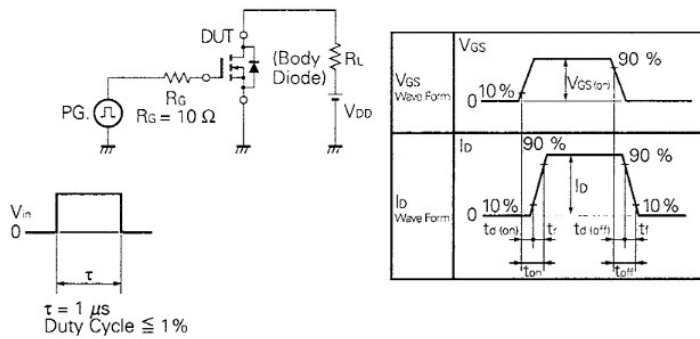 DUT
(Body
Diode)
RL
RG
RG = 10 Ω
PG.
VDD
Vin
0
τ
τ = 1 μs
Duty Cycle ≦ 1%
VGS
Wave Form
VGS
90 %
10 %
0
VGS (on)
ID
Wave Form
ID
90 %
90 %
ID
10 %
0
10 %
td (on)
tr
td (off)
tf
ton
toff